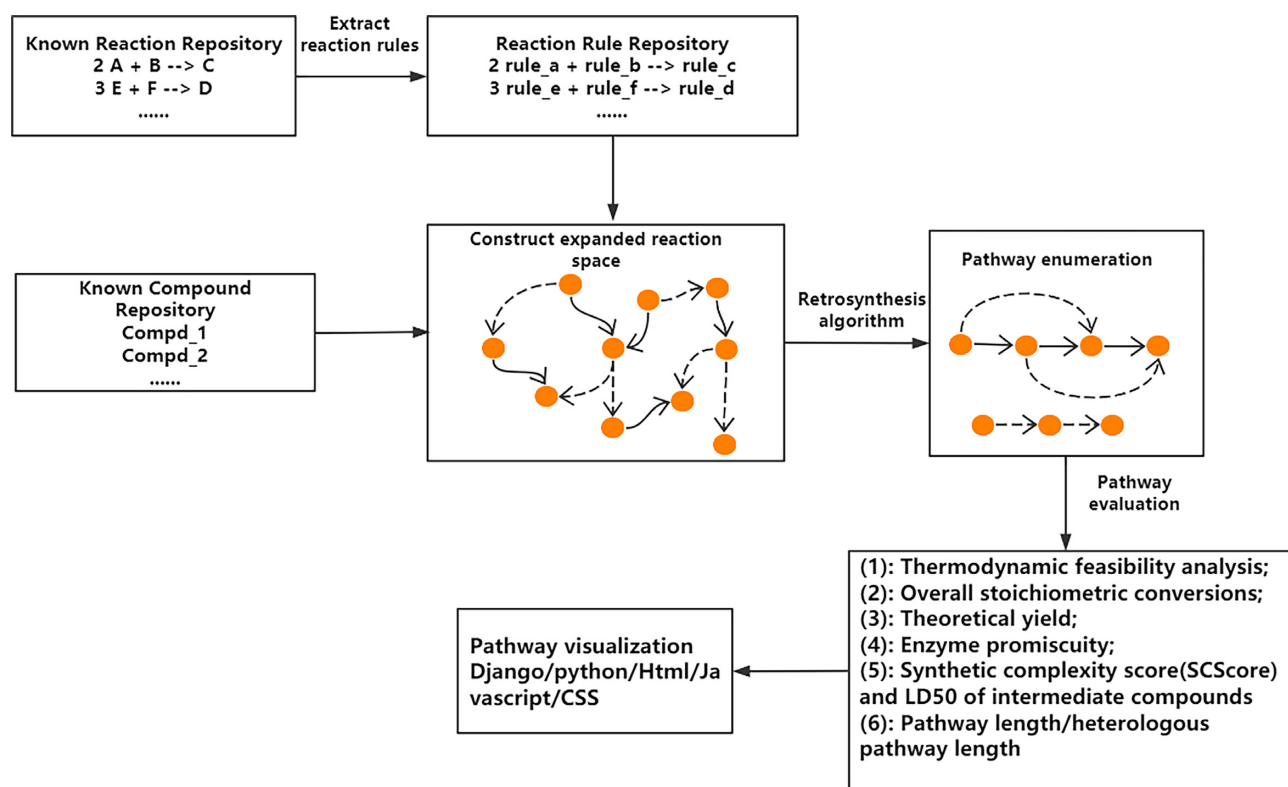 Known Reaction Repository
2 A + B --> C
3 E + F --> D
......
Extract
reaction rules
Reaction Rule Repository
2 rule_a + rule_b --> rule_c
3 rule_e + rule_f --> rule_d
......
Known Compound
Repository
Compd_1
Compd_2
......
Construct expanded reaction
space
Retrosynthesis
algorithm
Pathway enumeration
Pathway
evaluation
(1): Thermodynamic feasibility analysis;
(2): Overall stoichiometric conversions;
(3): Theoretical yield;
(4): Enzyme promiscuity;
(5): Synthetic complexity score(SCScore)
and LD50 of intermediate compounds
(6): Pathway length/heterologous
pathway length
Pathway visualization
Django/python/Html/Ja
vascript/CSS